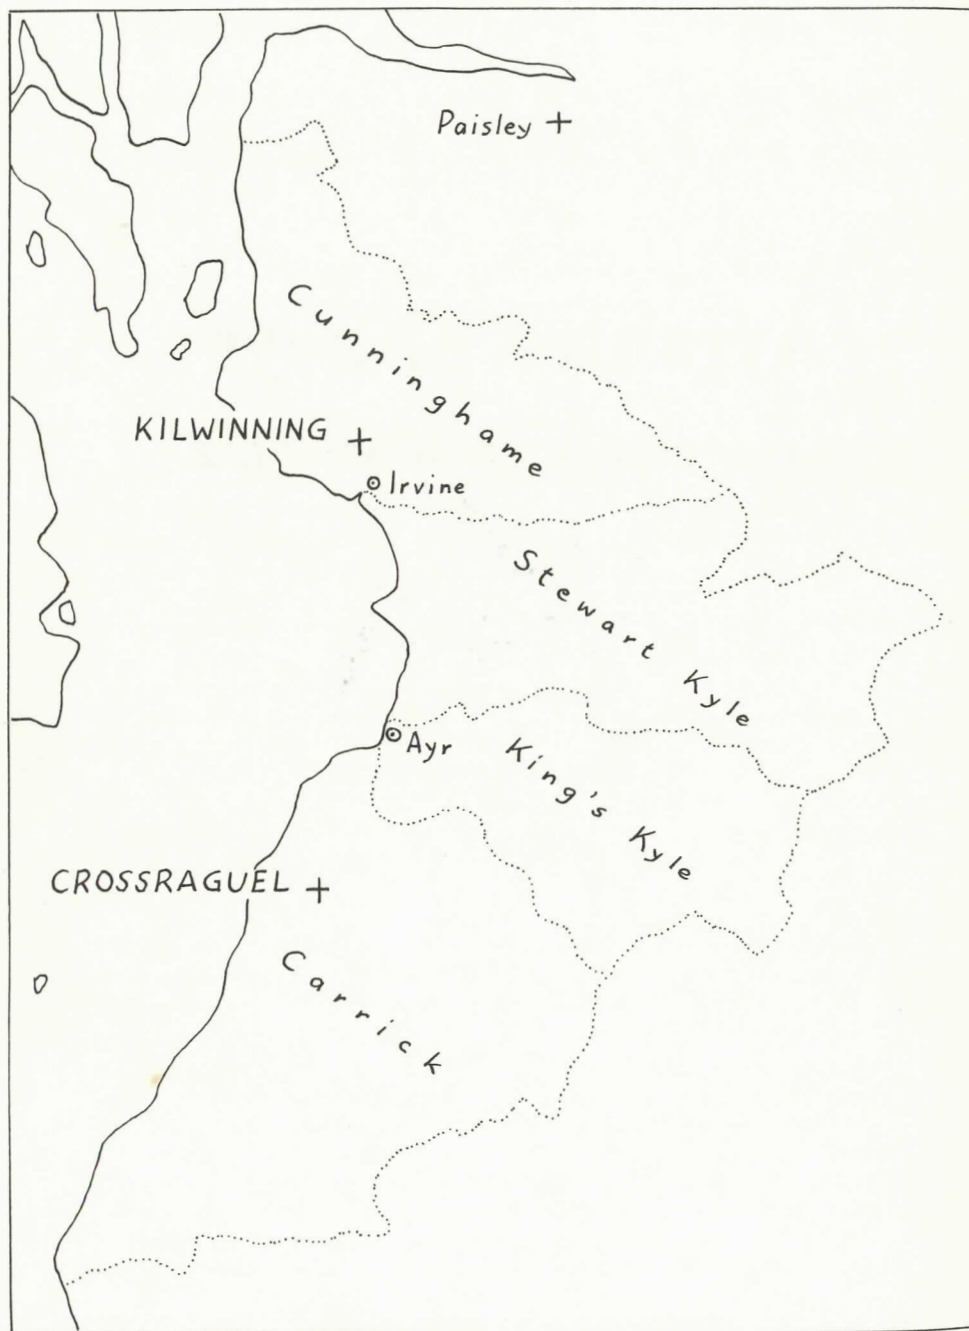 Paisley
Cunninghame
KILWINNING
Irvine
Stewart Kyle
Ayr
King's Kyle
CROSSRAGUEL
Carrick